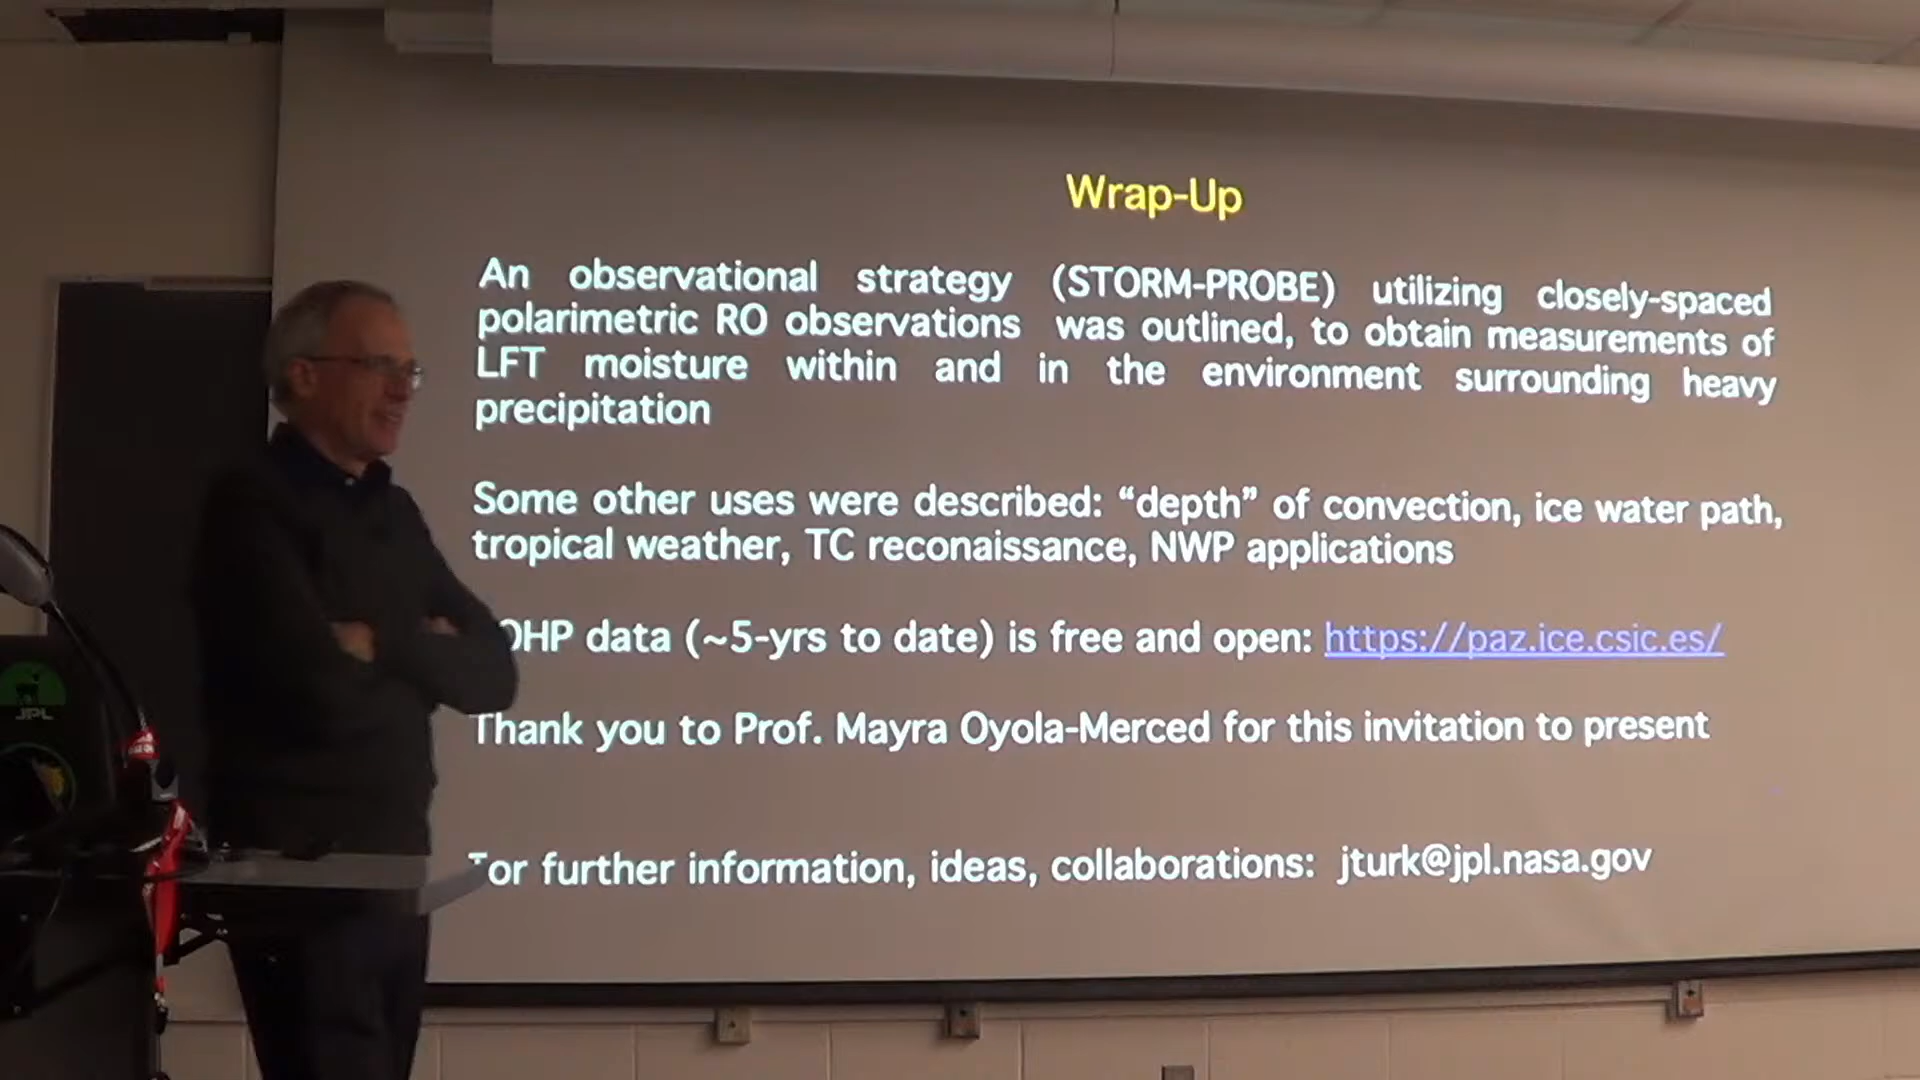 Wrap-Up
An observational strategy (STORM-PROBE) utilizing closely-spaced
polarimetric RO observations was outlined, to obtain measurements of
LFT moisture within and in the environment surrounding heavy
precipitation
Some other uses were described: “depth” of convection, ice water path,
tropical weather, TC reconaissance, NWP applications
data (~5-yrs to date) is free and open: https://paz.ice.csic.es/
Thank you to Prof. Mayra Oyola-Merced for this invitation to present
for further information, ideas, collaborations: jturk@jpl.nasa.gov
JPL